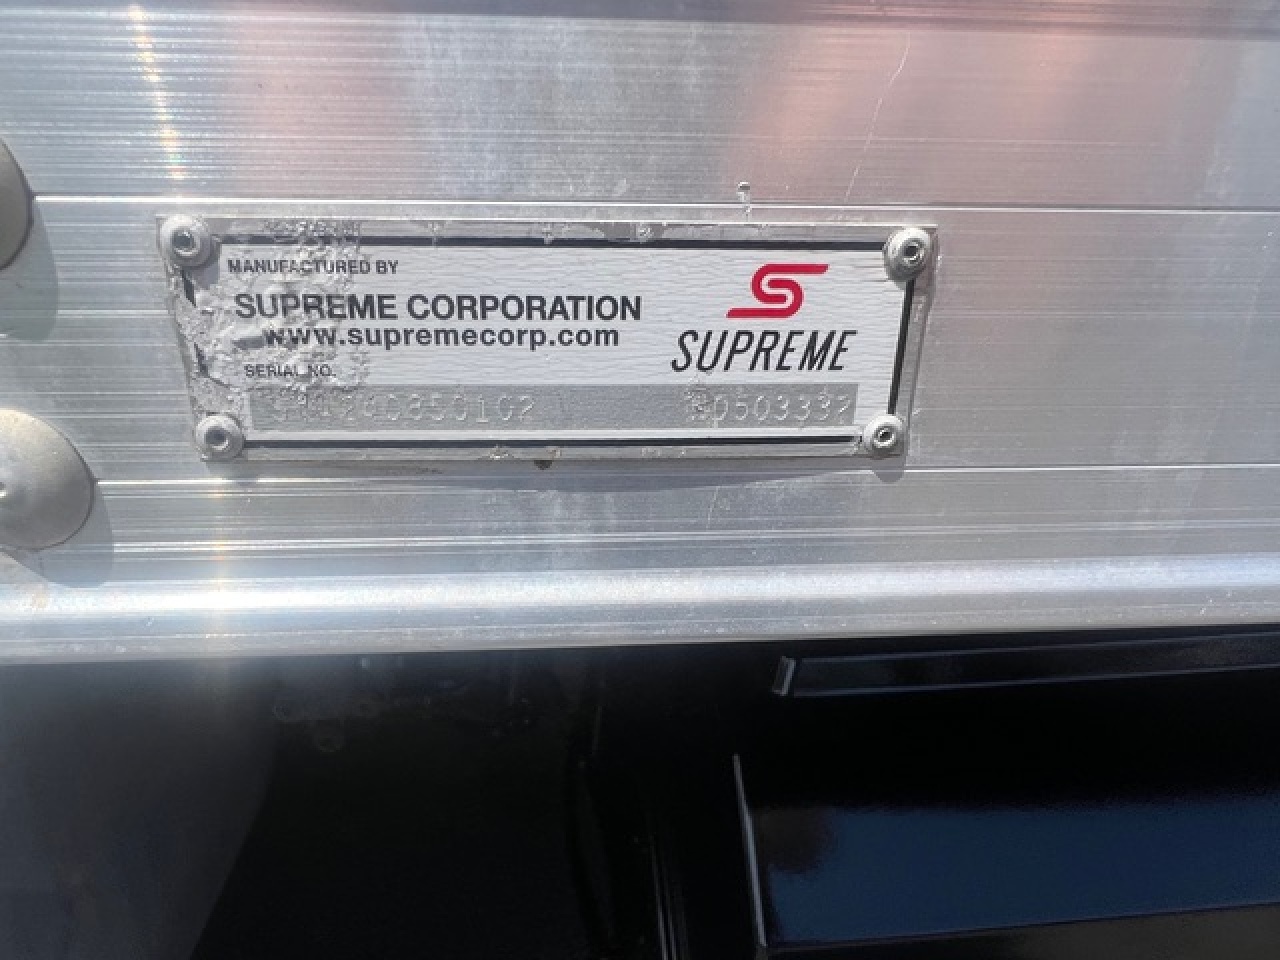 MANUFACTURED BY
SUPREME CORPORATION
www.supremecorp.com
SUPREME
SERIAL NO.